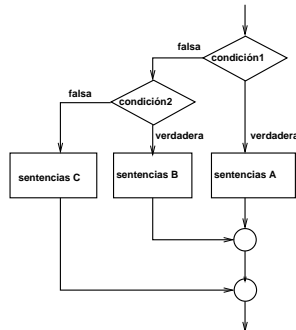 falsa
condición1
falsa
condición2
verdadera
verdadera
sentencias C
sentencias B
sentencias A